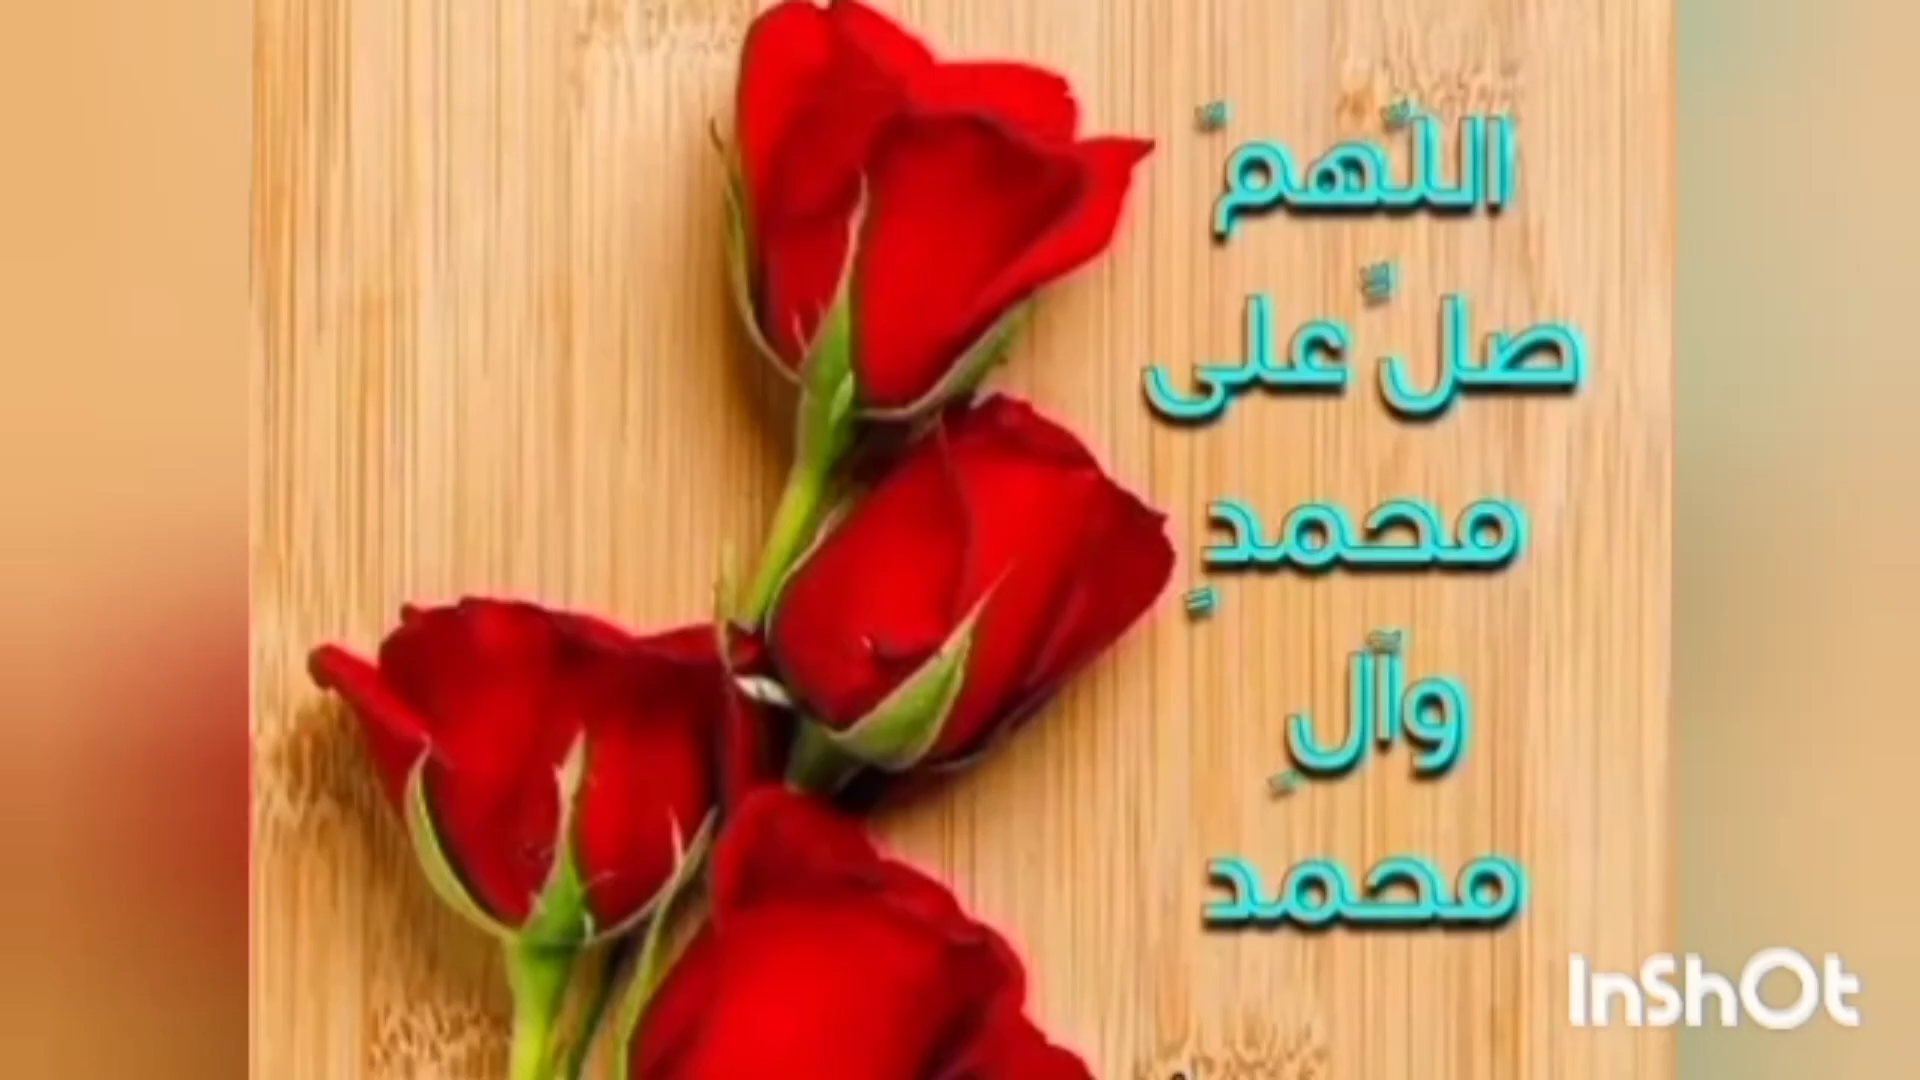 اللّهمَّ
صلِّ على
محمدٍ
وآلِ
محمد
InShOt